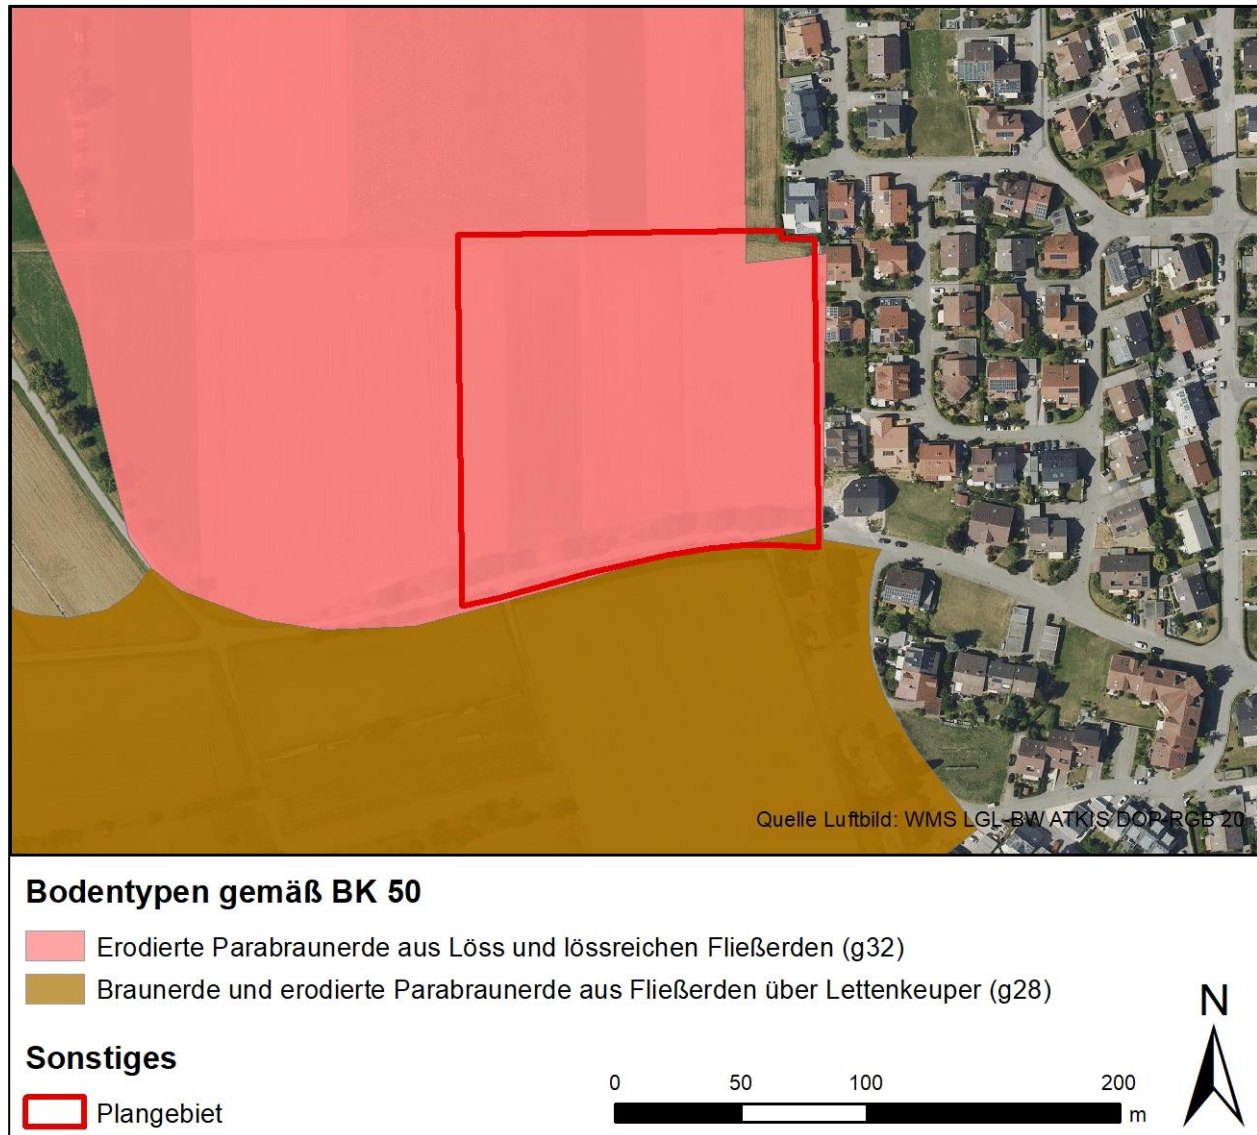 Quelle Luftbild: WMS LGL-BW ATKIS DOP-RGB 20
Bodentypen gemäß BK 50
Erodierte Parabraunerde aus Löss und lössreichen Fließerden (g32)
Braunerde und erodierte Parabraunerde aus Fließerden über Lettenkeuper (g28)
N
Sonstiges
0 50 100 200
Plangebiet
m